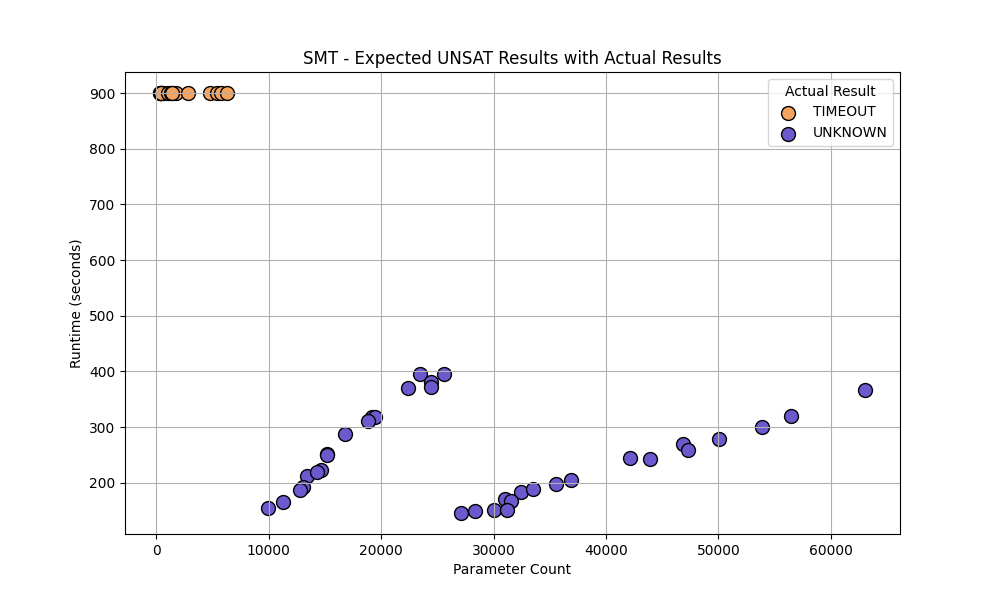 SMT - Expected UNSAT Results with Actual Results
Actual Result
TIMEOUT
UNKNOWN
Runtime (seconds)
900
800
700
600
500
400
300
200
0
10000
20000
30000
40000
50000
60000
Parameter Count